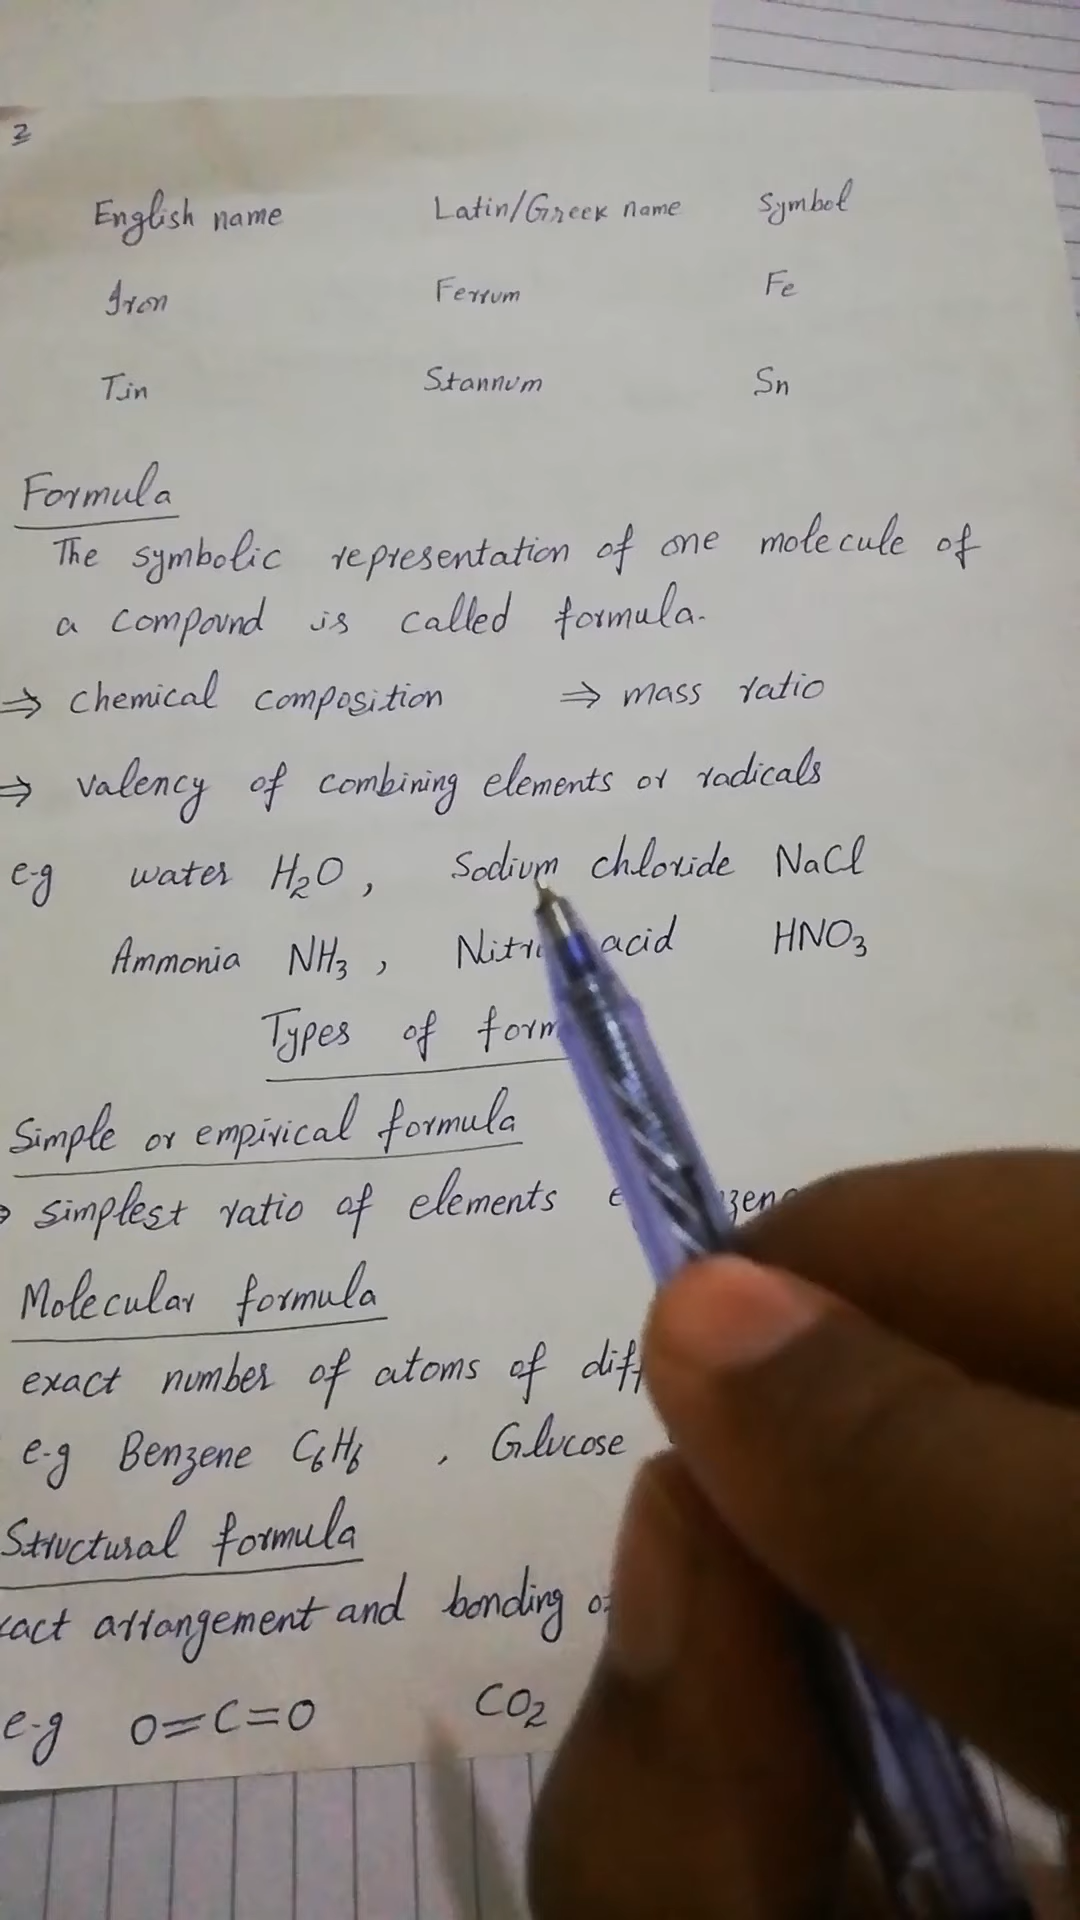 2
English name Latin/Greek name Symbol
Iron Ferrum Fe
Tin Stannum Sn
Formula
The symbolic representation of one molecule of
a compound is called formula.
⇒ chemical composition ⇒ mass ratio
⇒ valency of combining elements or radicals
e-g water H₂O, Sodium chloride NaCl
Ammonia NH₃, acid HNO₃
Types of
Simple or empirical formula
simplest ratio of elements
Molecular formula
exact number of atoms of
e-g Benzene C₆H₆, Glucose
Structural formula
arrangement and bonding
e-g O=C=O CO₂